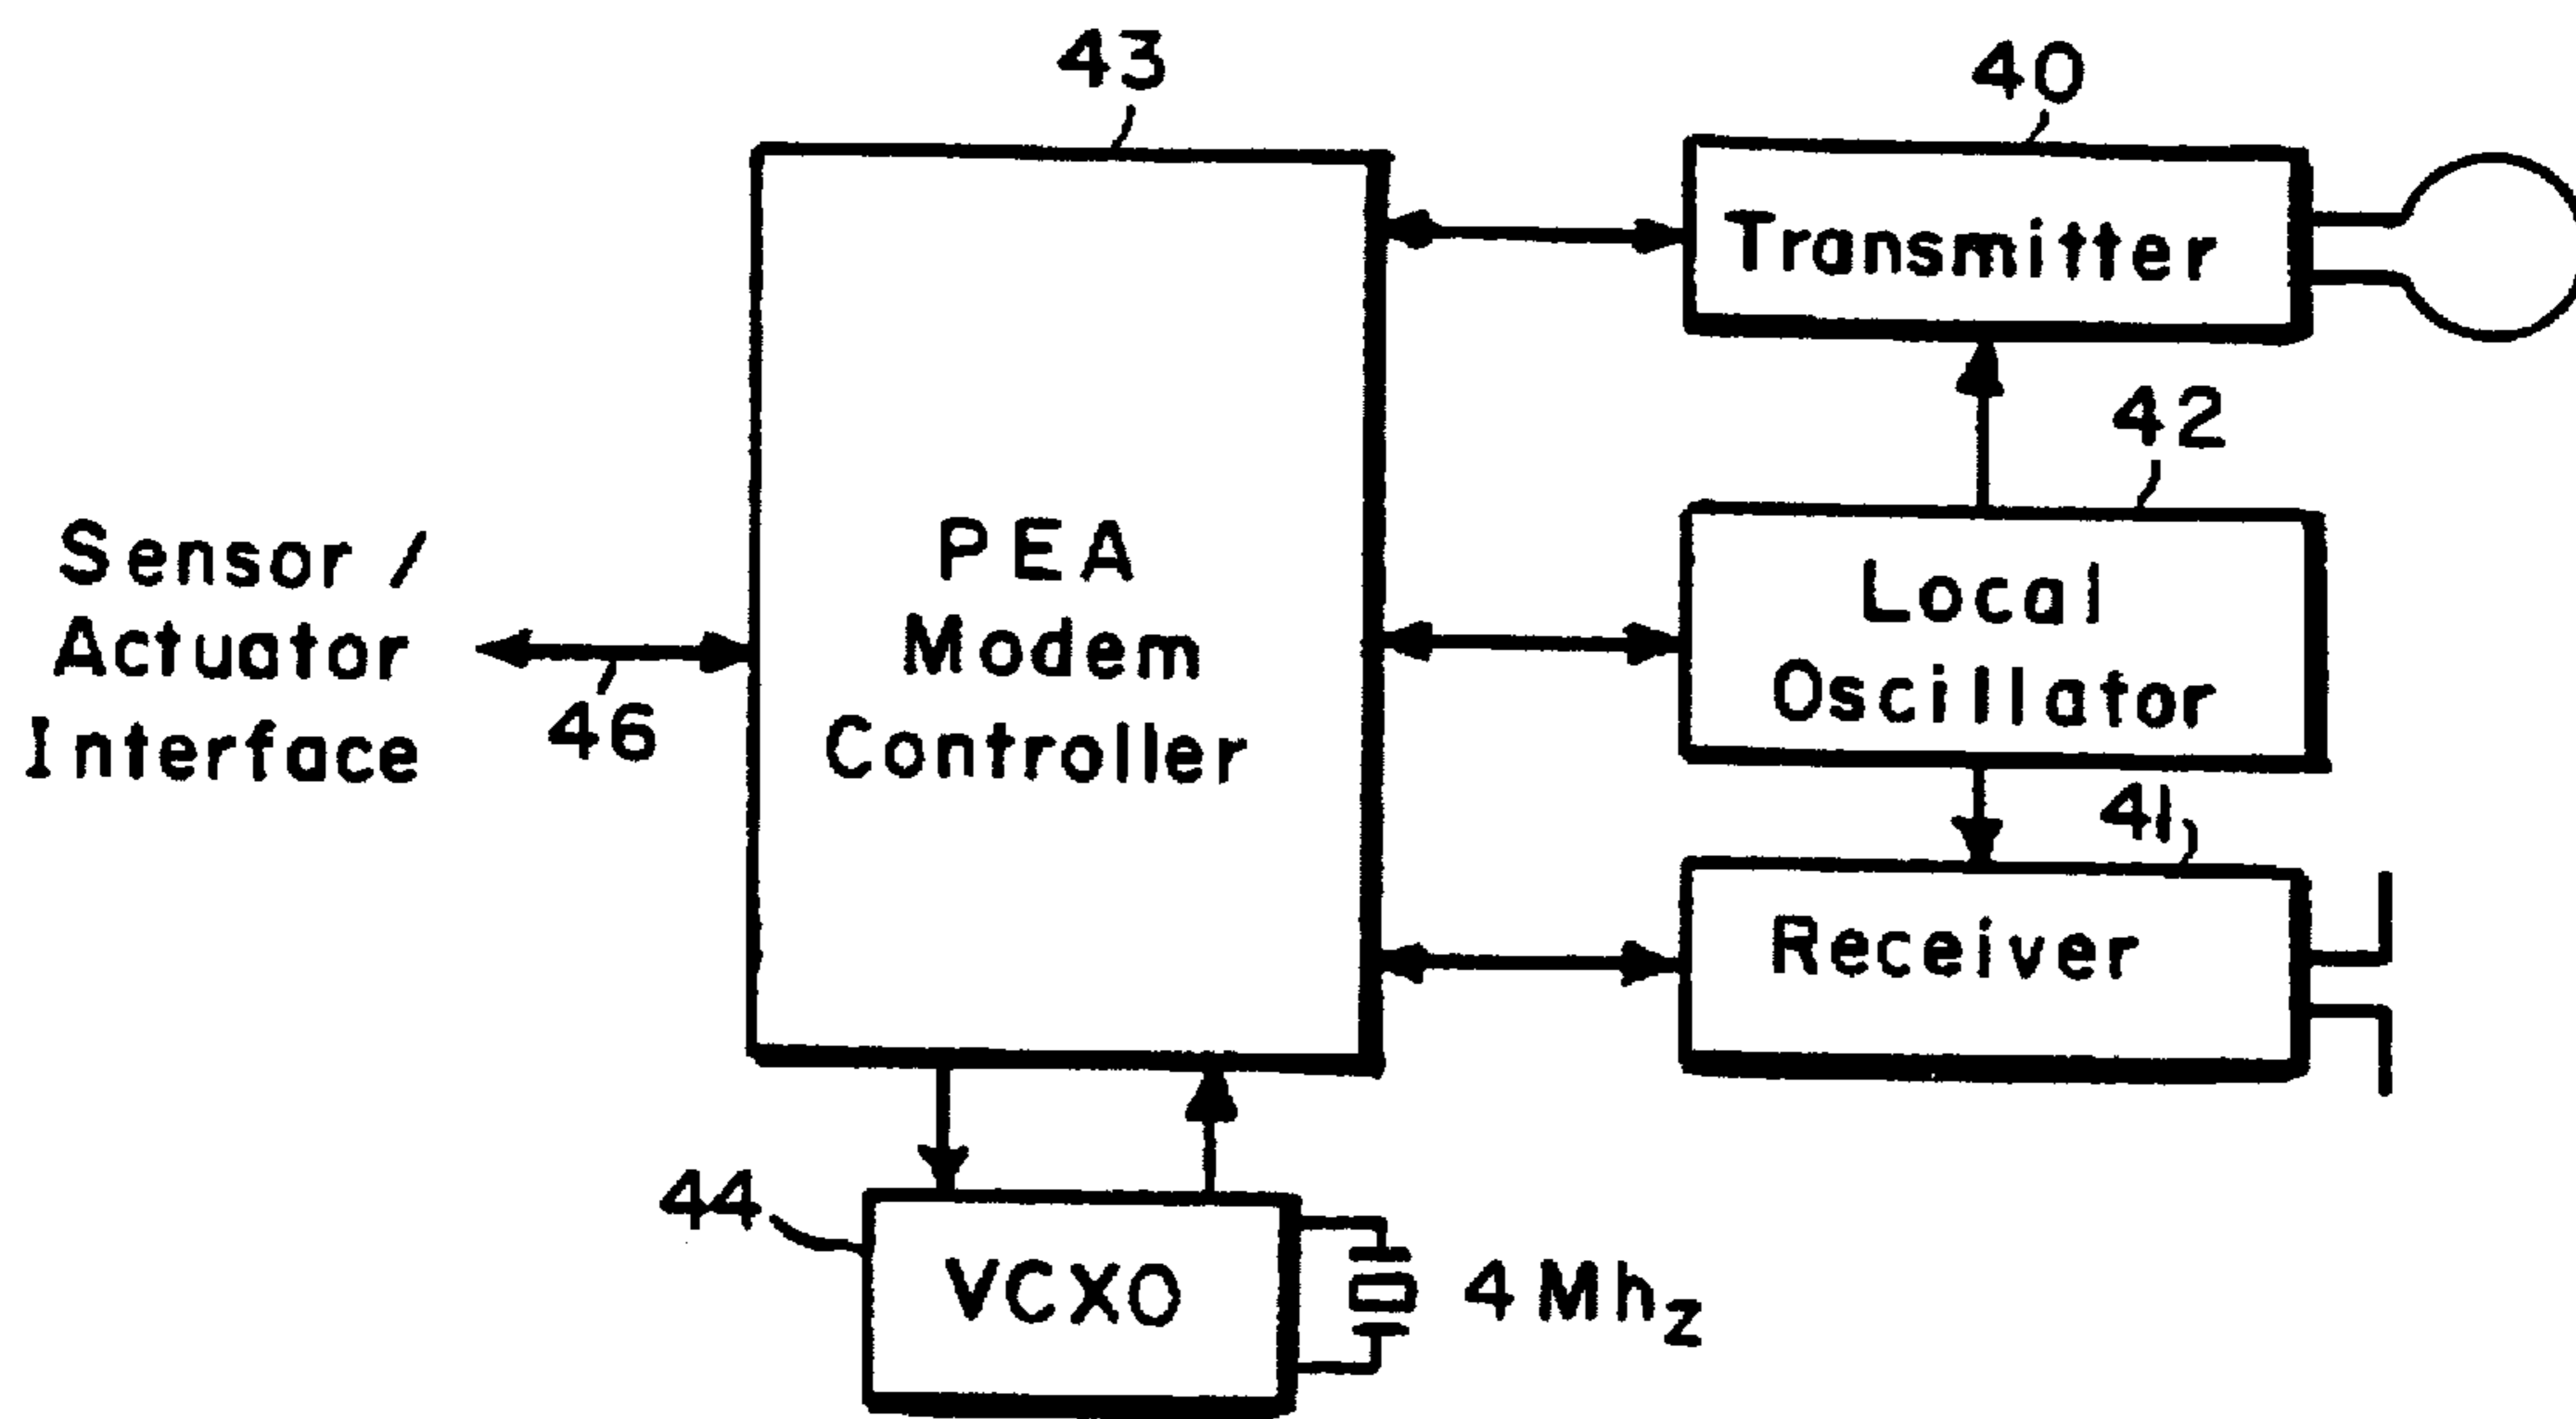 43
40
Transmitter
42
Sensor /
Actuator
Interface
46
PEA
Modem
Controller
Local
Oscillator
41
Receiver
44
VCXO
4 Mhz